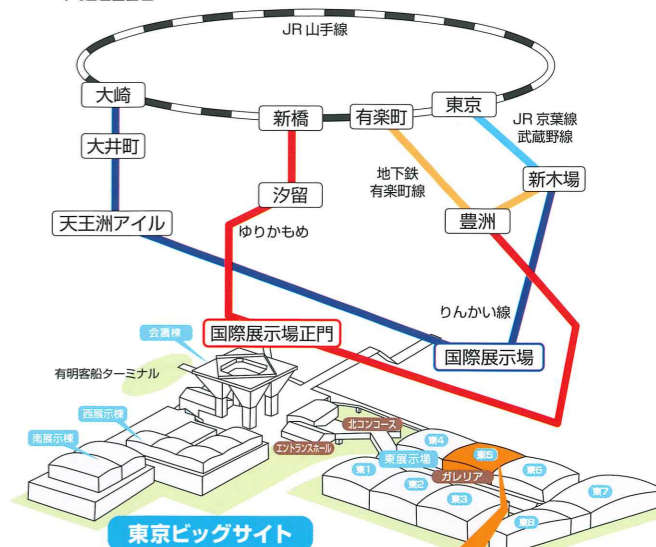 JR 山手線
大崎
新橋
有楽町
東京
大井町
JR 京葉線
武蔵野線
汐留
地下鉄
有楽町線
新木場
天王洲アイル
ゆりかもめ
豊洲
りんかい線
国際展示場正門
国際展示場
会議棟
有明客船ターミナル
西展示棟
南展示棟
北コンコース
エントランスホール
東展示場
ガレリア
東4
東5
東6
東1
東2
東3
東7
東8
東京ビッグサイト